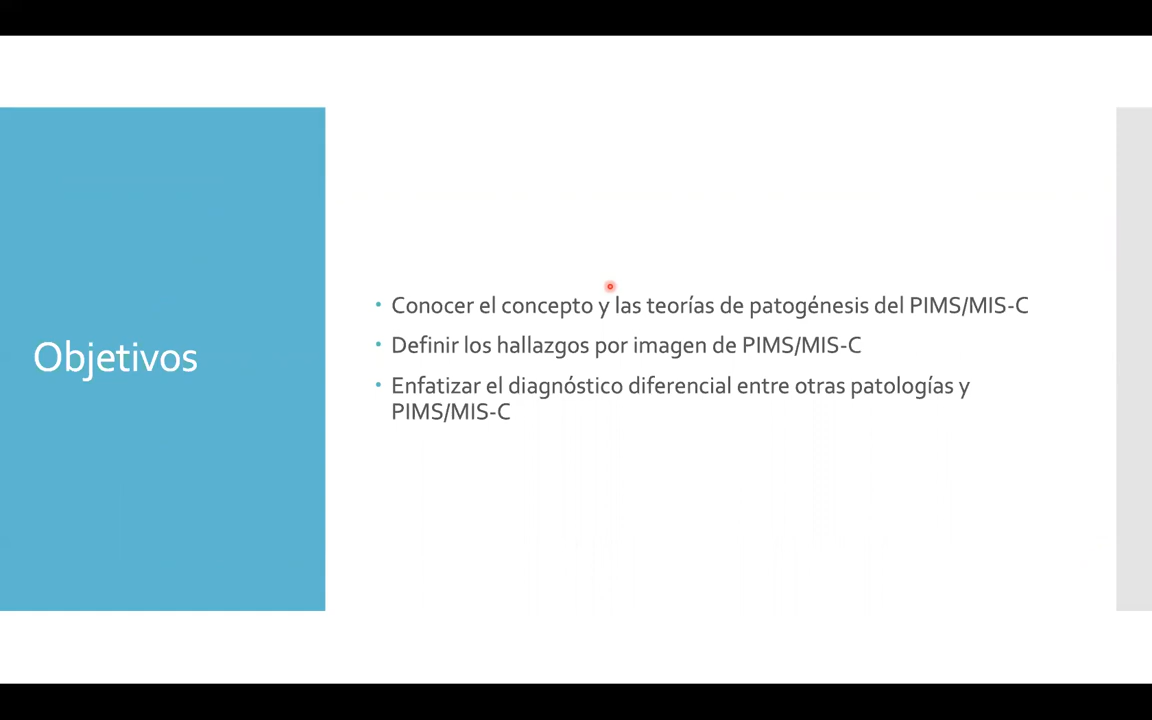 Objetivos
• Conocer el concepto y las teorías de patogénesis del PIMS/MIS-C
• Definir los hallazgos por imagen de PIMS/MIS-C
• Enfatizar el diagnóstico diferencial entre otras patologías y
PIMS/MIS-C